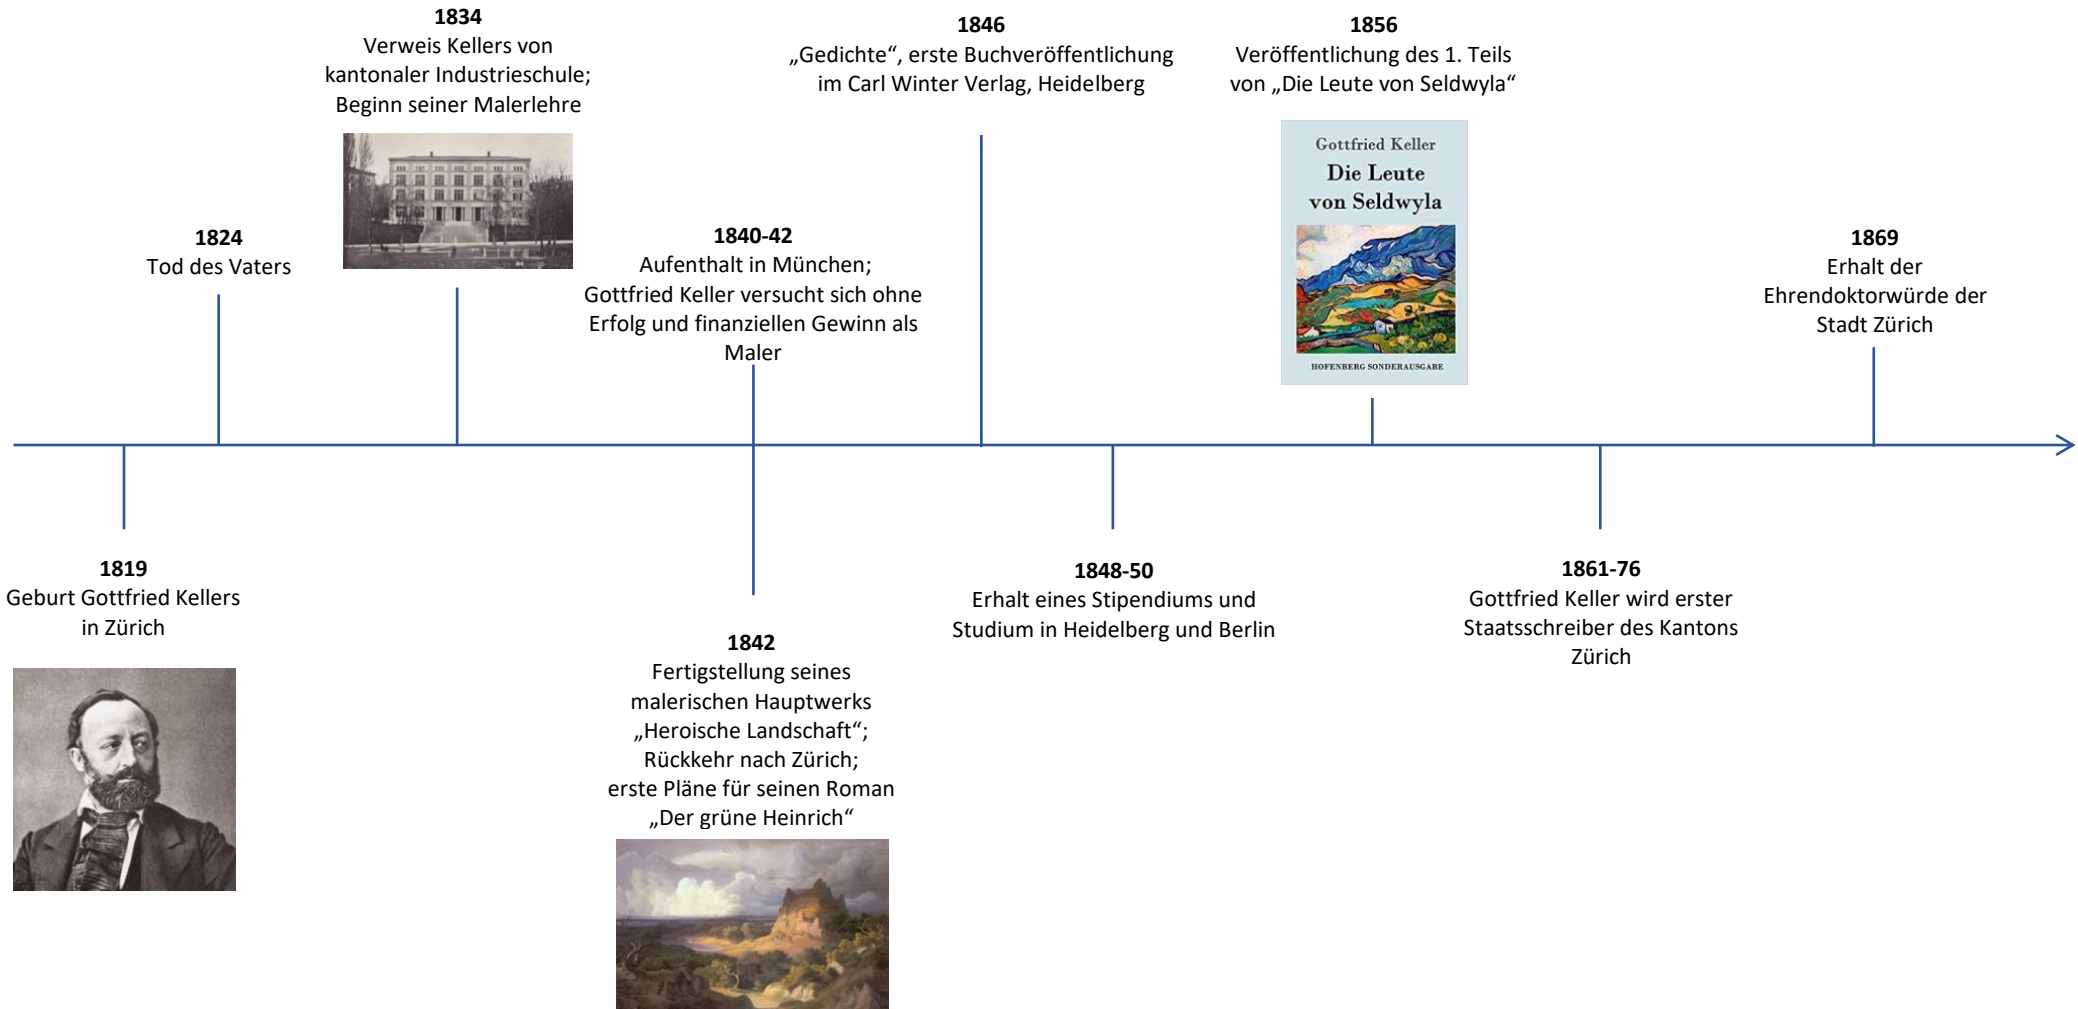 1834
Verweis Kellers von
kantonaler Industrieschule;
Beginn seiner Malerlehre
1846
„Gedichte“, erste Buchveröffentlichung
im Carl Winter Verlag, Heidelberg
1856
Veröffentlichung des 1. Teils
von „Die Leute von Seldwyla“
Gottfried Keller
Die Leute
von Seldwyla
HOFENBERG SONDERAUSGABE
1824
Tod des Vaters
1840-42
Aufenthalt in München;
Gottfried Keller versucht sich ohne
Erfolg und finanziellen Gewinn als
Maler
1869
Erhalt der
Ehrendoktorwürde der
Stadt Zürich
1819
Geburt Gottfried Kellers
in Zürich
1842
Fertigstellung seines
malerischen Hauptwerks
„Heroische Landschaft“;
Rückkehr nach Zürich;
erste Pläne für seinen Roman
„Der grüne Heinrich“
1848-50
Erhalt eines Stipendiums und
Studium in Heidelberg und Berlin
1861-76
Gottfried Keller wird erster
Staatsschreiber des Kantons
Zürich